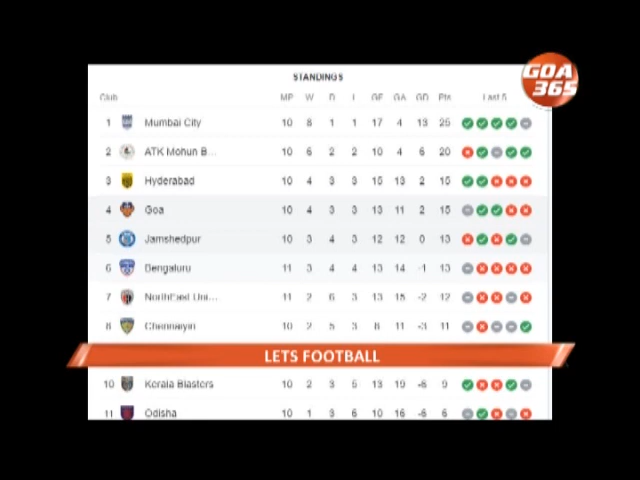 STANDINGS
GOA 365
Club MP W D L GF GA GD Pts Last 5
1 Mumbai City 10 8 1 1 17 4 13 25
2 ATK Mohun B... 10 6 2 2 10 4 6 20
3 Hyderabad 10 4 3 3 15 13 2 15
4 Goa 10 4 3 3 13 11 2 15
5 Jamshedpur 10 3 4 3 12 12 0 13
6 Bengaluru 11 3 4 4 13 14 -1 13
7 NorthEast Uni... 11 2 6 3 13 15 -2 12
8 Chennaiyin 10 2 5 3 8 11 -3 11
LETS FOOTBALL
10 Kerala Blasters 10 2 3 5 13 19 -6 9
11 Odisha 10 1 3 6 10 16 -6 6